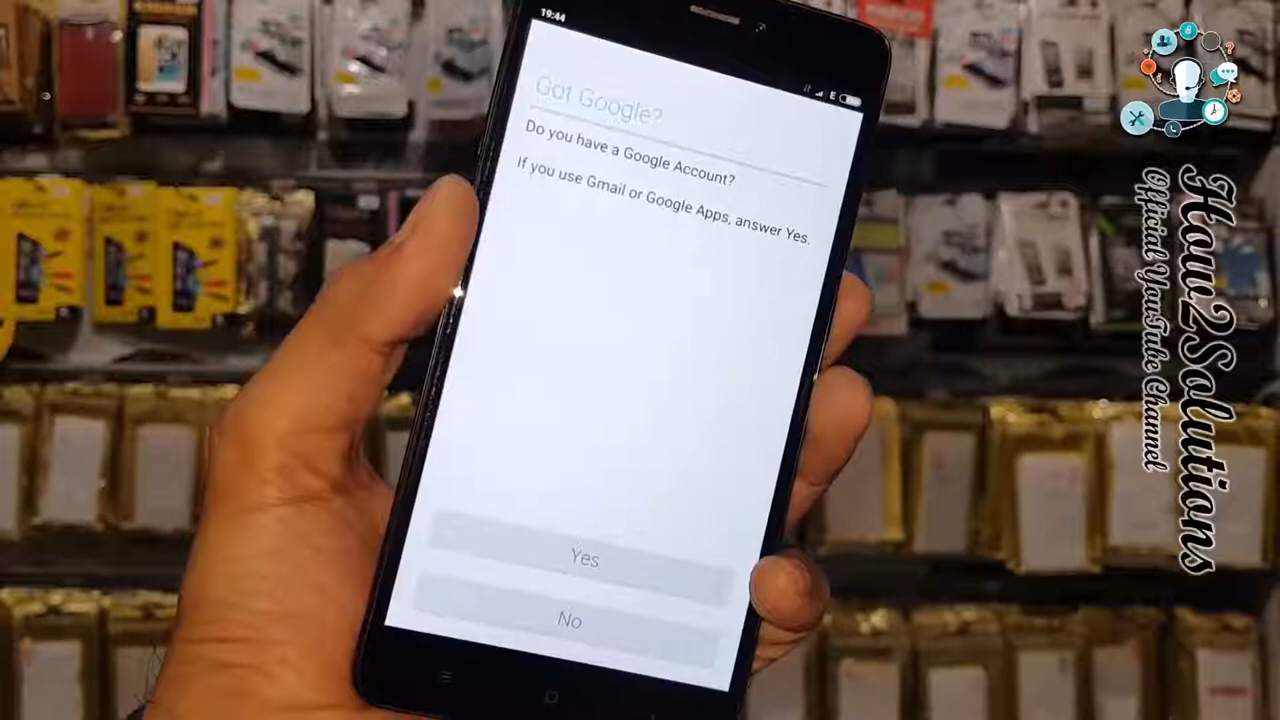 19:44
E
Got Google?
Do you have a Google Account?
If you use Gmail or Google Apps, answer Yes.
Yes
No
How2Solutions
Official YouTube Channel